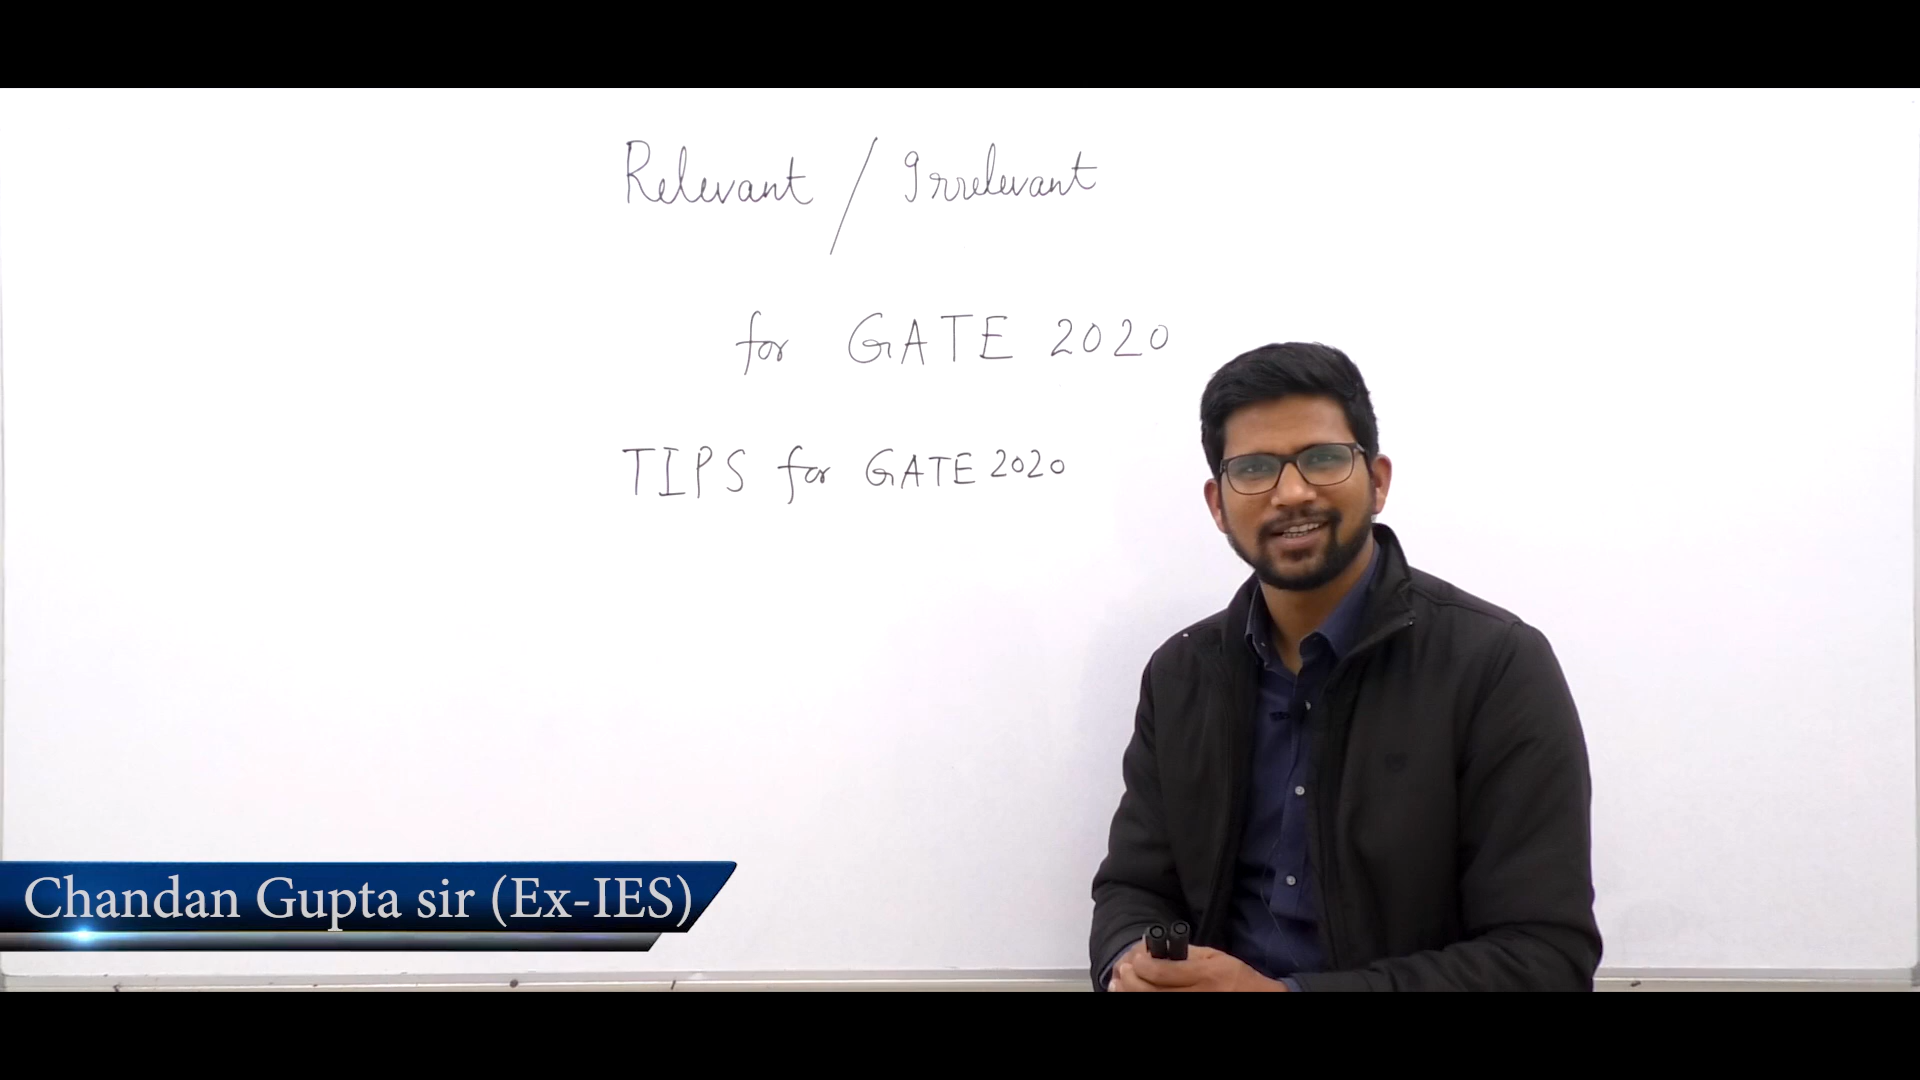 Relevant / Irrelevant
for GATE 2020
TIPS for GATE 2020
Chandan Gupta sir (Ex-IES)